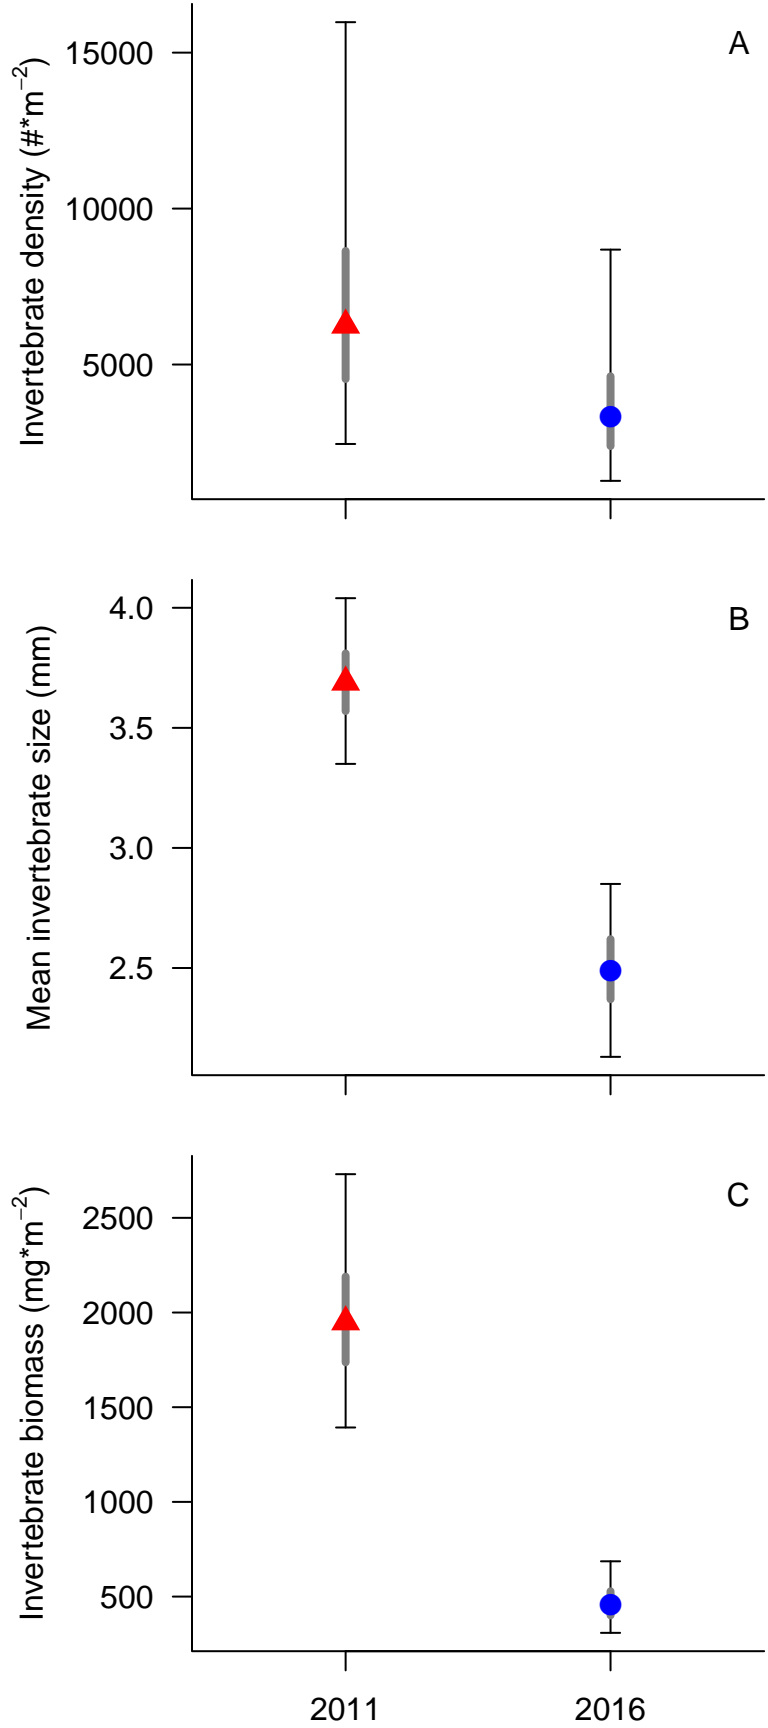 A
Invertebrate density (#*m⁻²)
15000
10000
5000
B
Mean invertebrate size (mm)
4.0
3.5
3.0
2.5
C
Invertebrate biomass (mg*m⁻²)
2500
2000
1500
1000
500
2011 2016